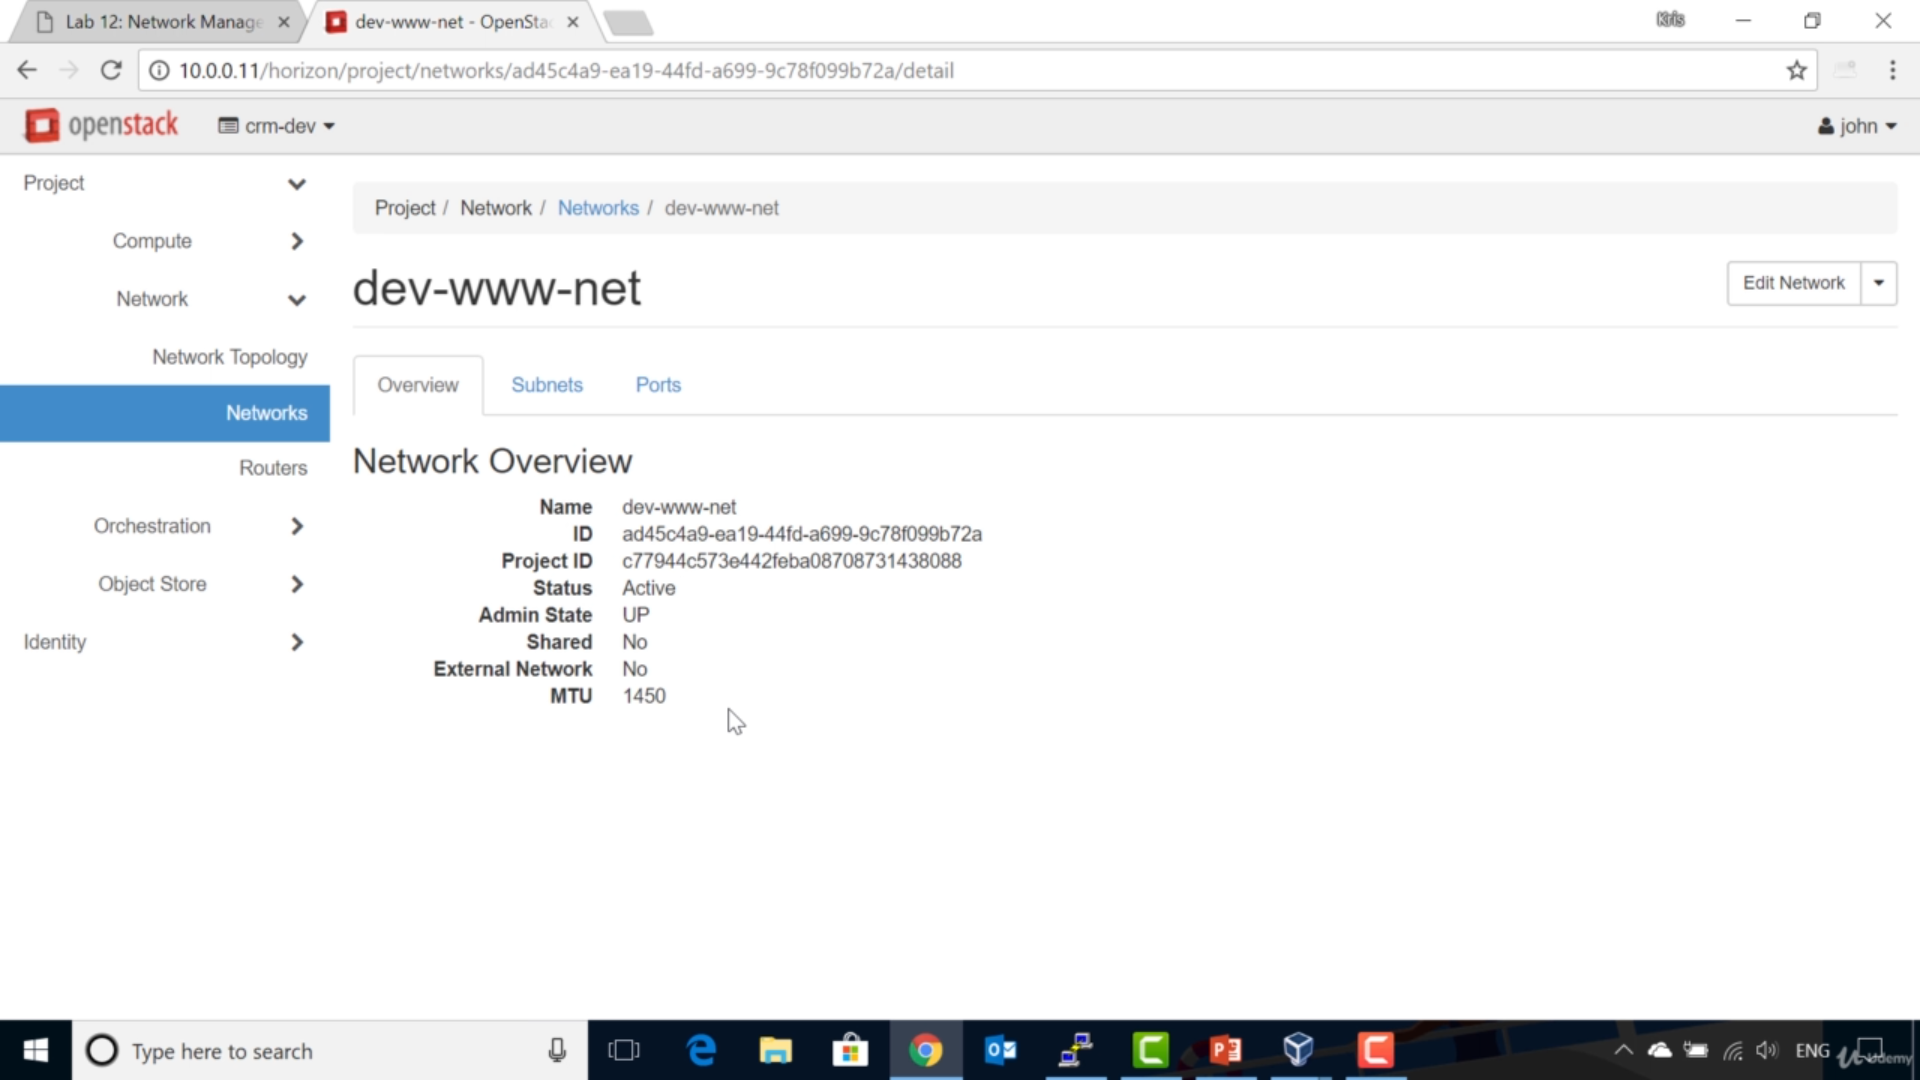 Lab 12: Network Manage
dev-www-net - OpenSta
Kris
10.0.0.11/horizon/project/networks/ad45c4a9-ea19-44fd-a699-9c78f099b72a/detail
openstack
crm-dev
john
Project
Compute
Network
Network Topology
Networks
Routers
Orchestration
Object Store
Identity
Project / Network / Networks / dev-www-net
dev-www-net
Edit Network
Overview
Subnets
Ports
Network Overview
Name dev-www-net
ID ad45c4a9-ea19-44fd-a699-9c78f099b72a
Project ID c77944c573e442feba08708731438088
Status Active
Admin State UP
Shared No
External Network No
MTU 1450
Type here to search
ENG
Udemy